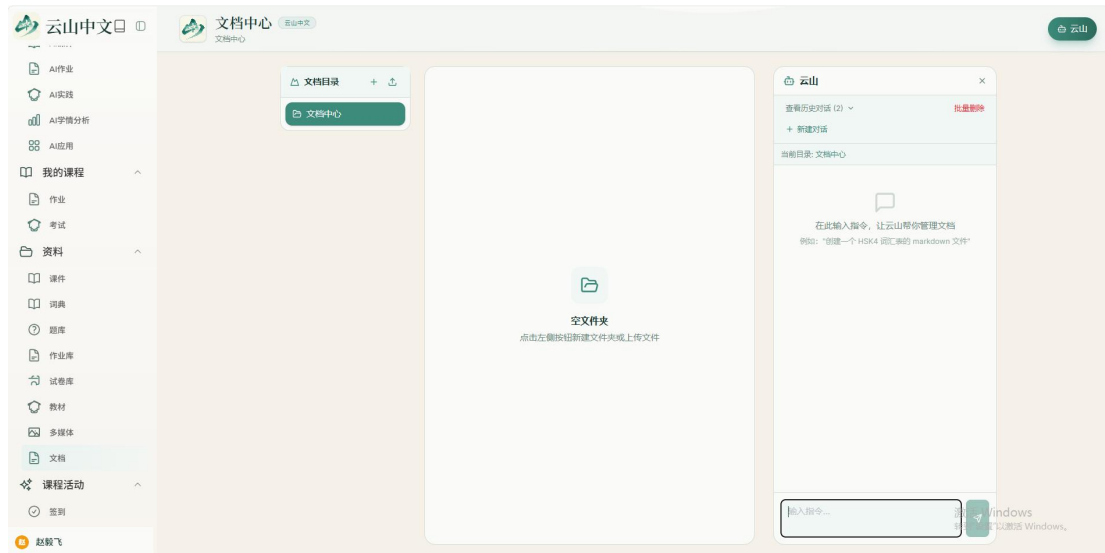 云山中文
AI作业
AI实践
AI学情分析
AI应用
我的课程
作业
考试
资料
课件
词典
题库
作业库
试卷库
教材
多媒体
文档
课程活动
签到
赵毅飞
文档中心 云山中文
文档中心
云山
文档目录
文档中心
空文件夹
点击左侧按钮新建文件夹或上传文件
云山
查看历史对话 (2) 批量删除
+ 新建对话
当前目录: 文档中心
在此输入指令，让云山帮你管理文档
例如："创建一个 HSK4 词汇表的 markdown 文件"
输入指令...
Windows
以激活 Windows。